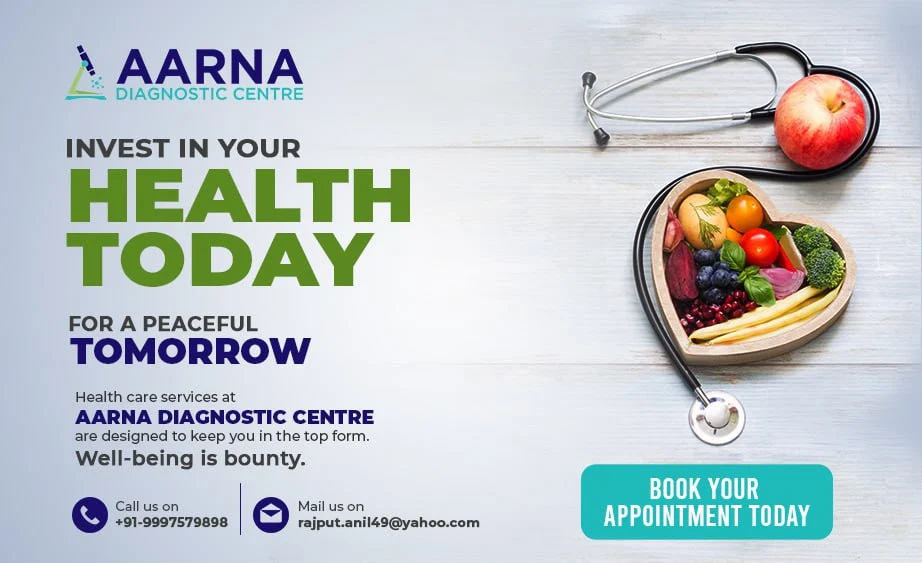 AARNA
DIAGNOSTIC CENTRE
INVEST IN YOUR
HEALTH
TODAY
FOR A PEACEFUL
TOMORROW
Health care services at
AARNA DIAGNOSTIC CENTRE
are designed to keep you in the top form.
Well-being is bounty.
Call us on
+91-9997579898
Mail us on
rajput.anil49@yahoo.com
BOOK YOUR
APPOINTMENT TODAY